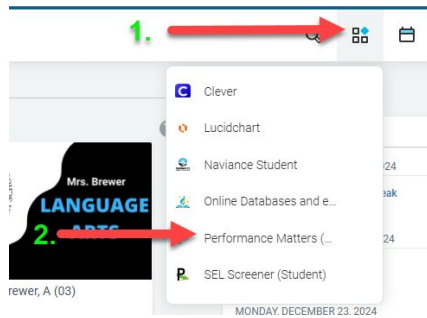 1.
Clever
Lucidchart
Naviance Student
Online Databases and e...
Performance Matters (...
SEL Screener (Student)
Mrs. Brewer
LANGUAGE
ARTS
2.
rewer, A (03)
24
eak
24
MONDAY, DECEMBER 23, 2024